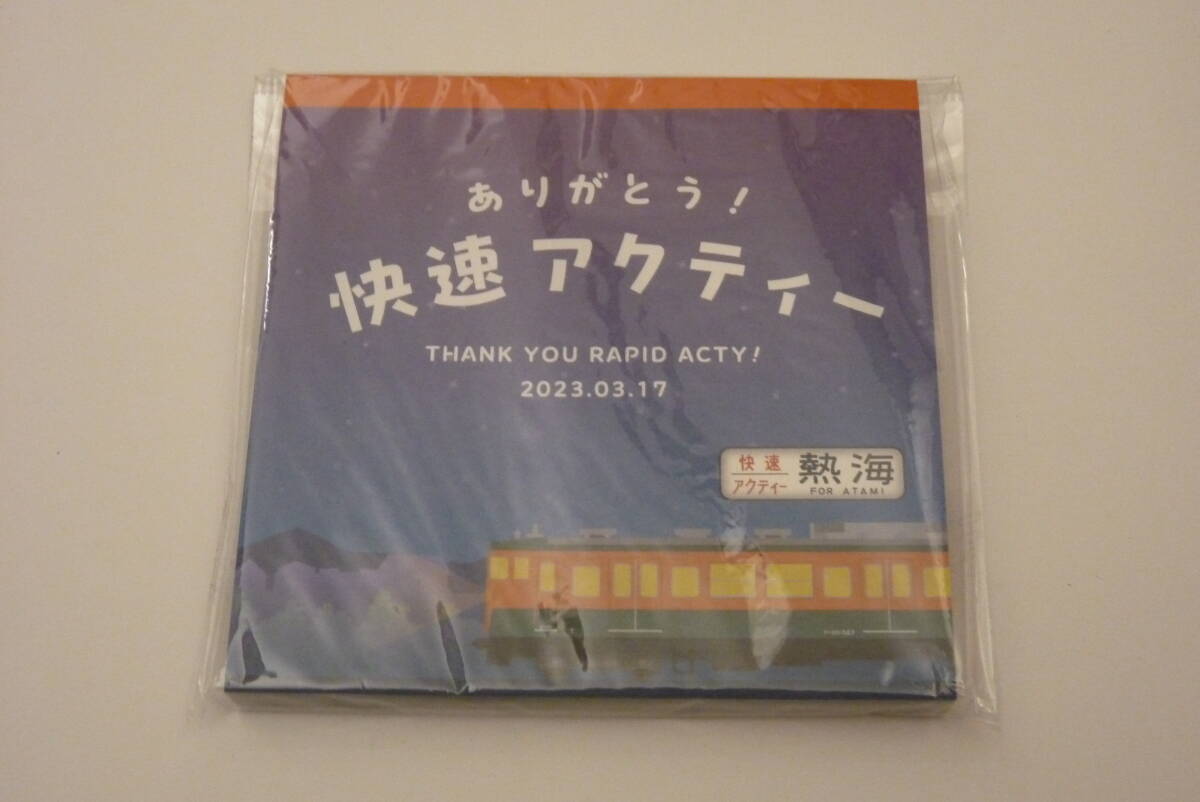 ありがとう!
快速アクティー
THANK YOU RAPID ACTY!
2023.03.17
快速
アクティー
熱海
FOR ATAMI